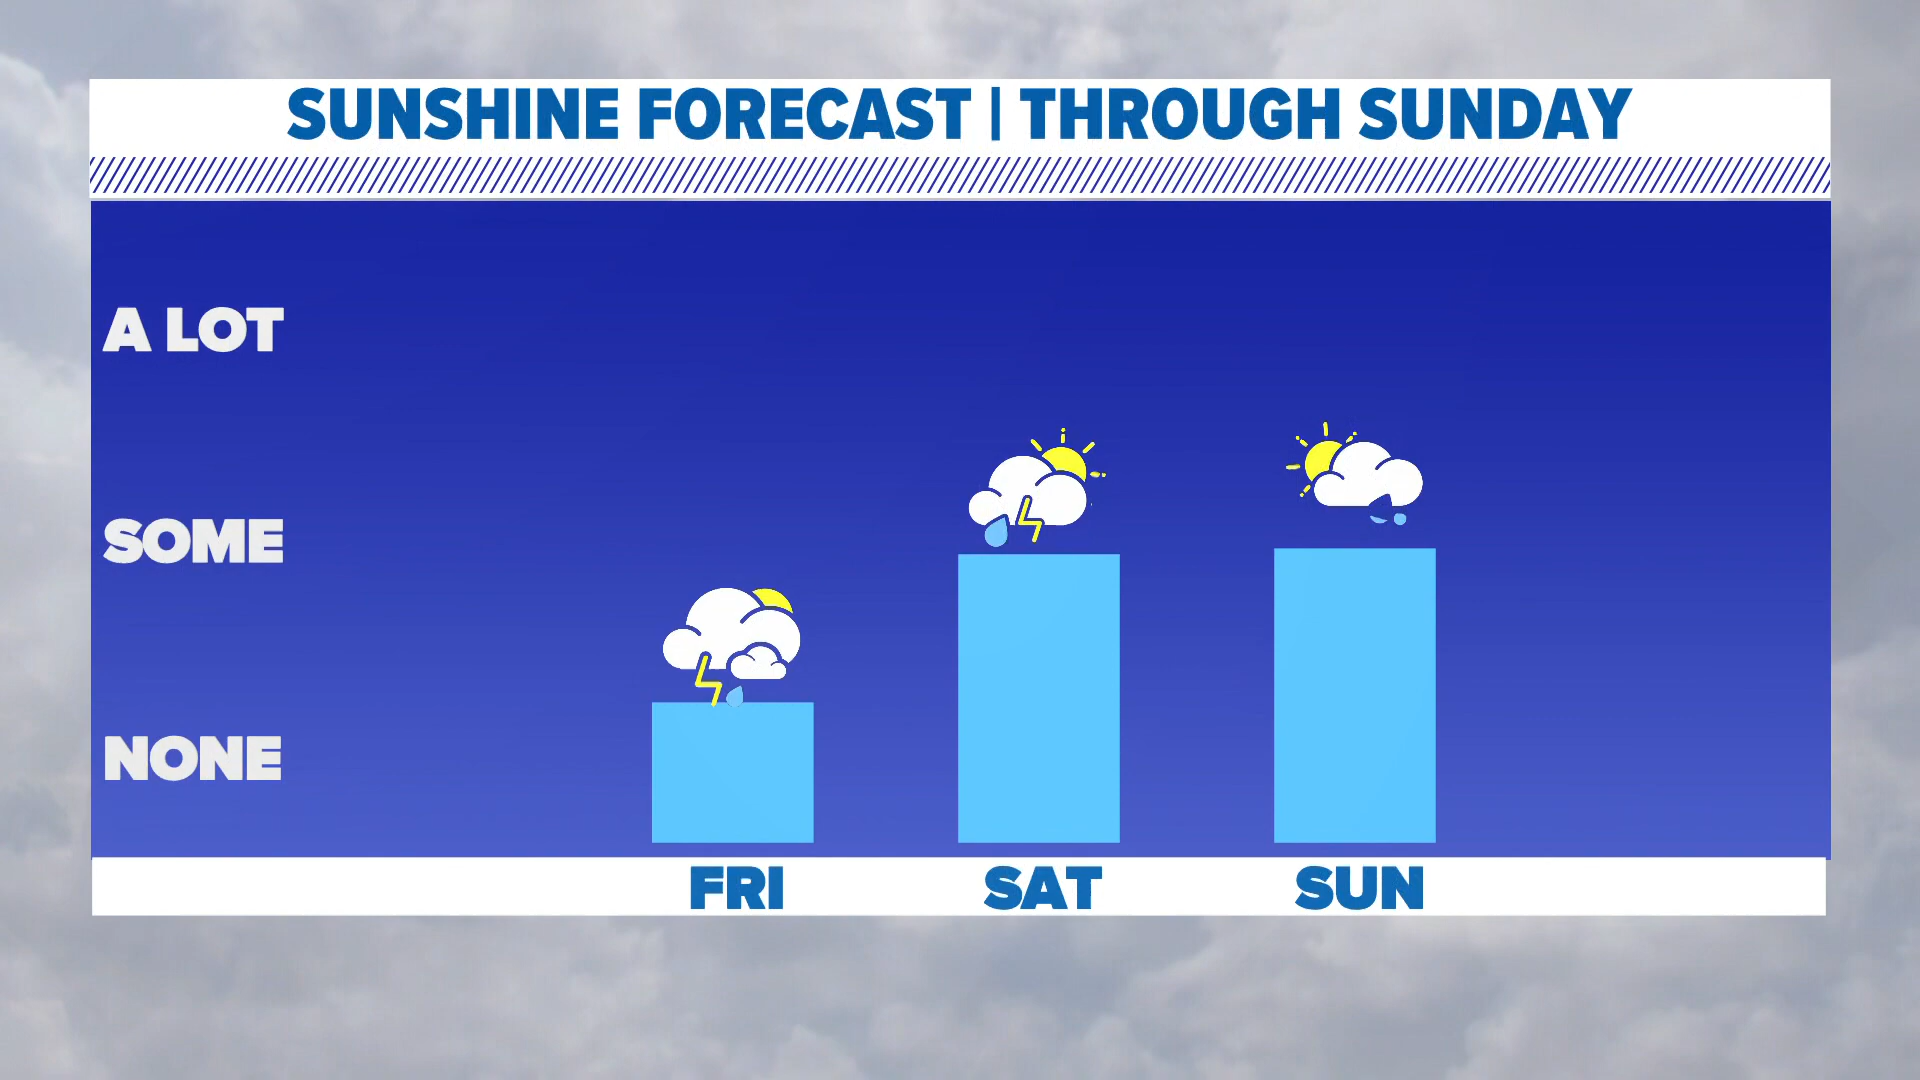 SUNSHINE FORECAST | THROUGH SUNDAY
A LOT
SOME
NONE
FRI SAT SUN